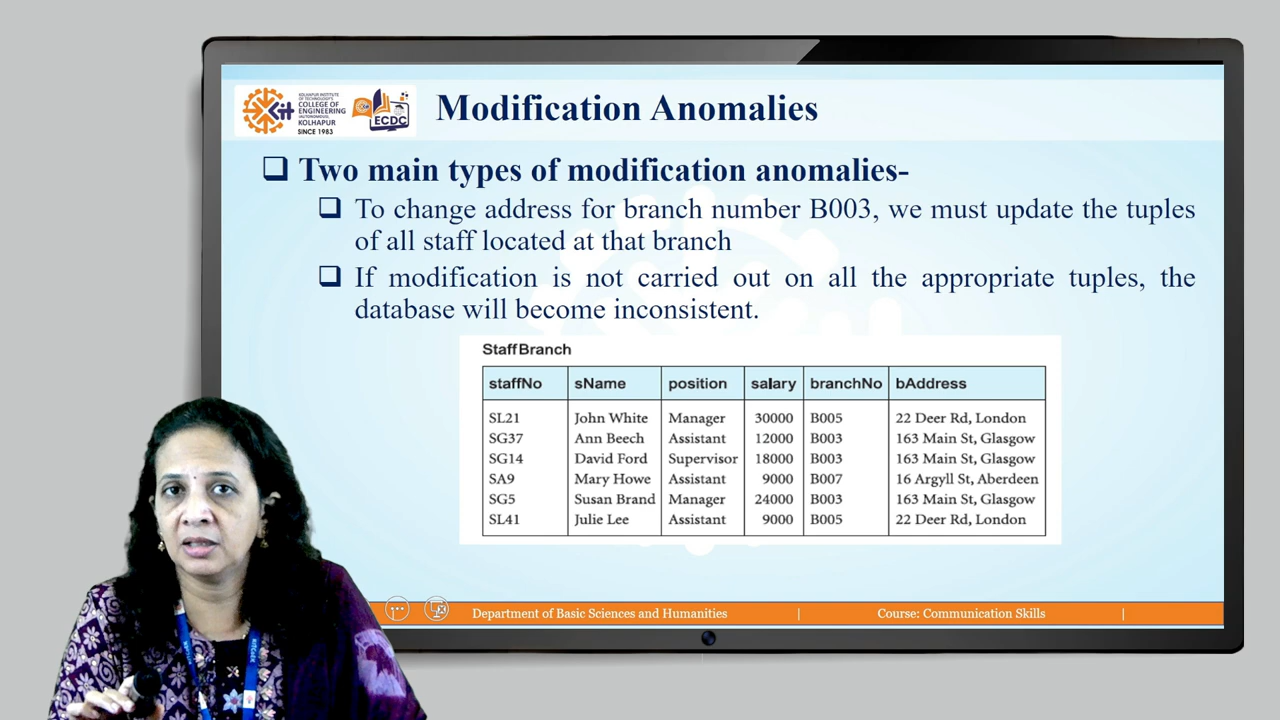 KOLHAPUR INSTITUTE
OF TECHNOLOGY'S
COLLEGE OF
ENGINEERING
(AUTONOMOUS),
KOLHAPUR
SINCE 1983
Kit
ECDC
Modification Anomalies
❑ Two main types of modification anomalies-
❑ To change address for branch number B003, we must update the tuples
of all staff located at that branch
❑ If modification is not carried out on all the appropriate tuples, the
database will become inconsistent.
StaffBranch
staffNo sName position salary branchNo bAddress
SL21 John White Manager 30000 B005 22 Deer Rd, London
SG37 Ann Beech Assistant 12000 B003 163 Main St, Glasgow
SG14 David Ford Supervisor 18000 B003 163 Main St, Glasgow
SA9 Mary Howe Assistant 9000 B007 16 Argyll St, Aberdeen
SG5 Susan Brand Manager 24000 B003 163 Main St, Glasgow
SL41 Julie Lee Assistant 9000 B005 22 Deer Rd, London
Department of Basic Sciences and Humanities | Course: Communication Skills |